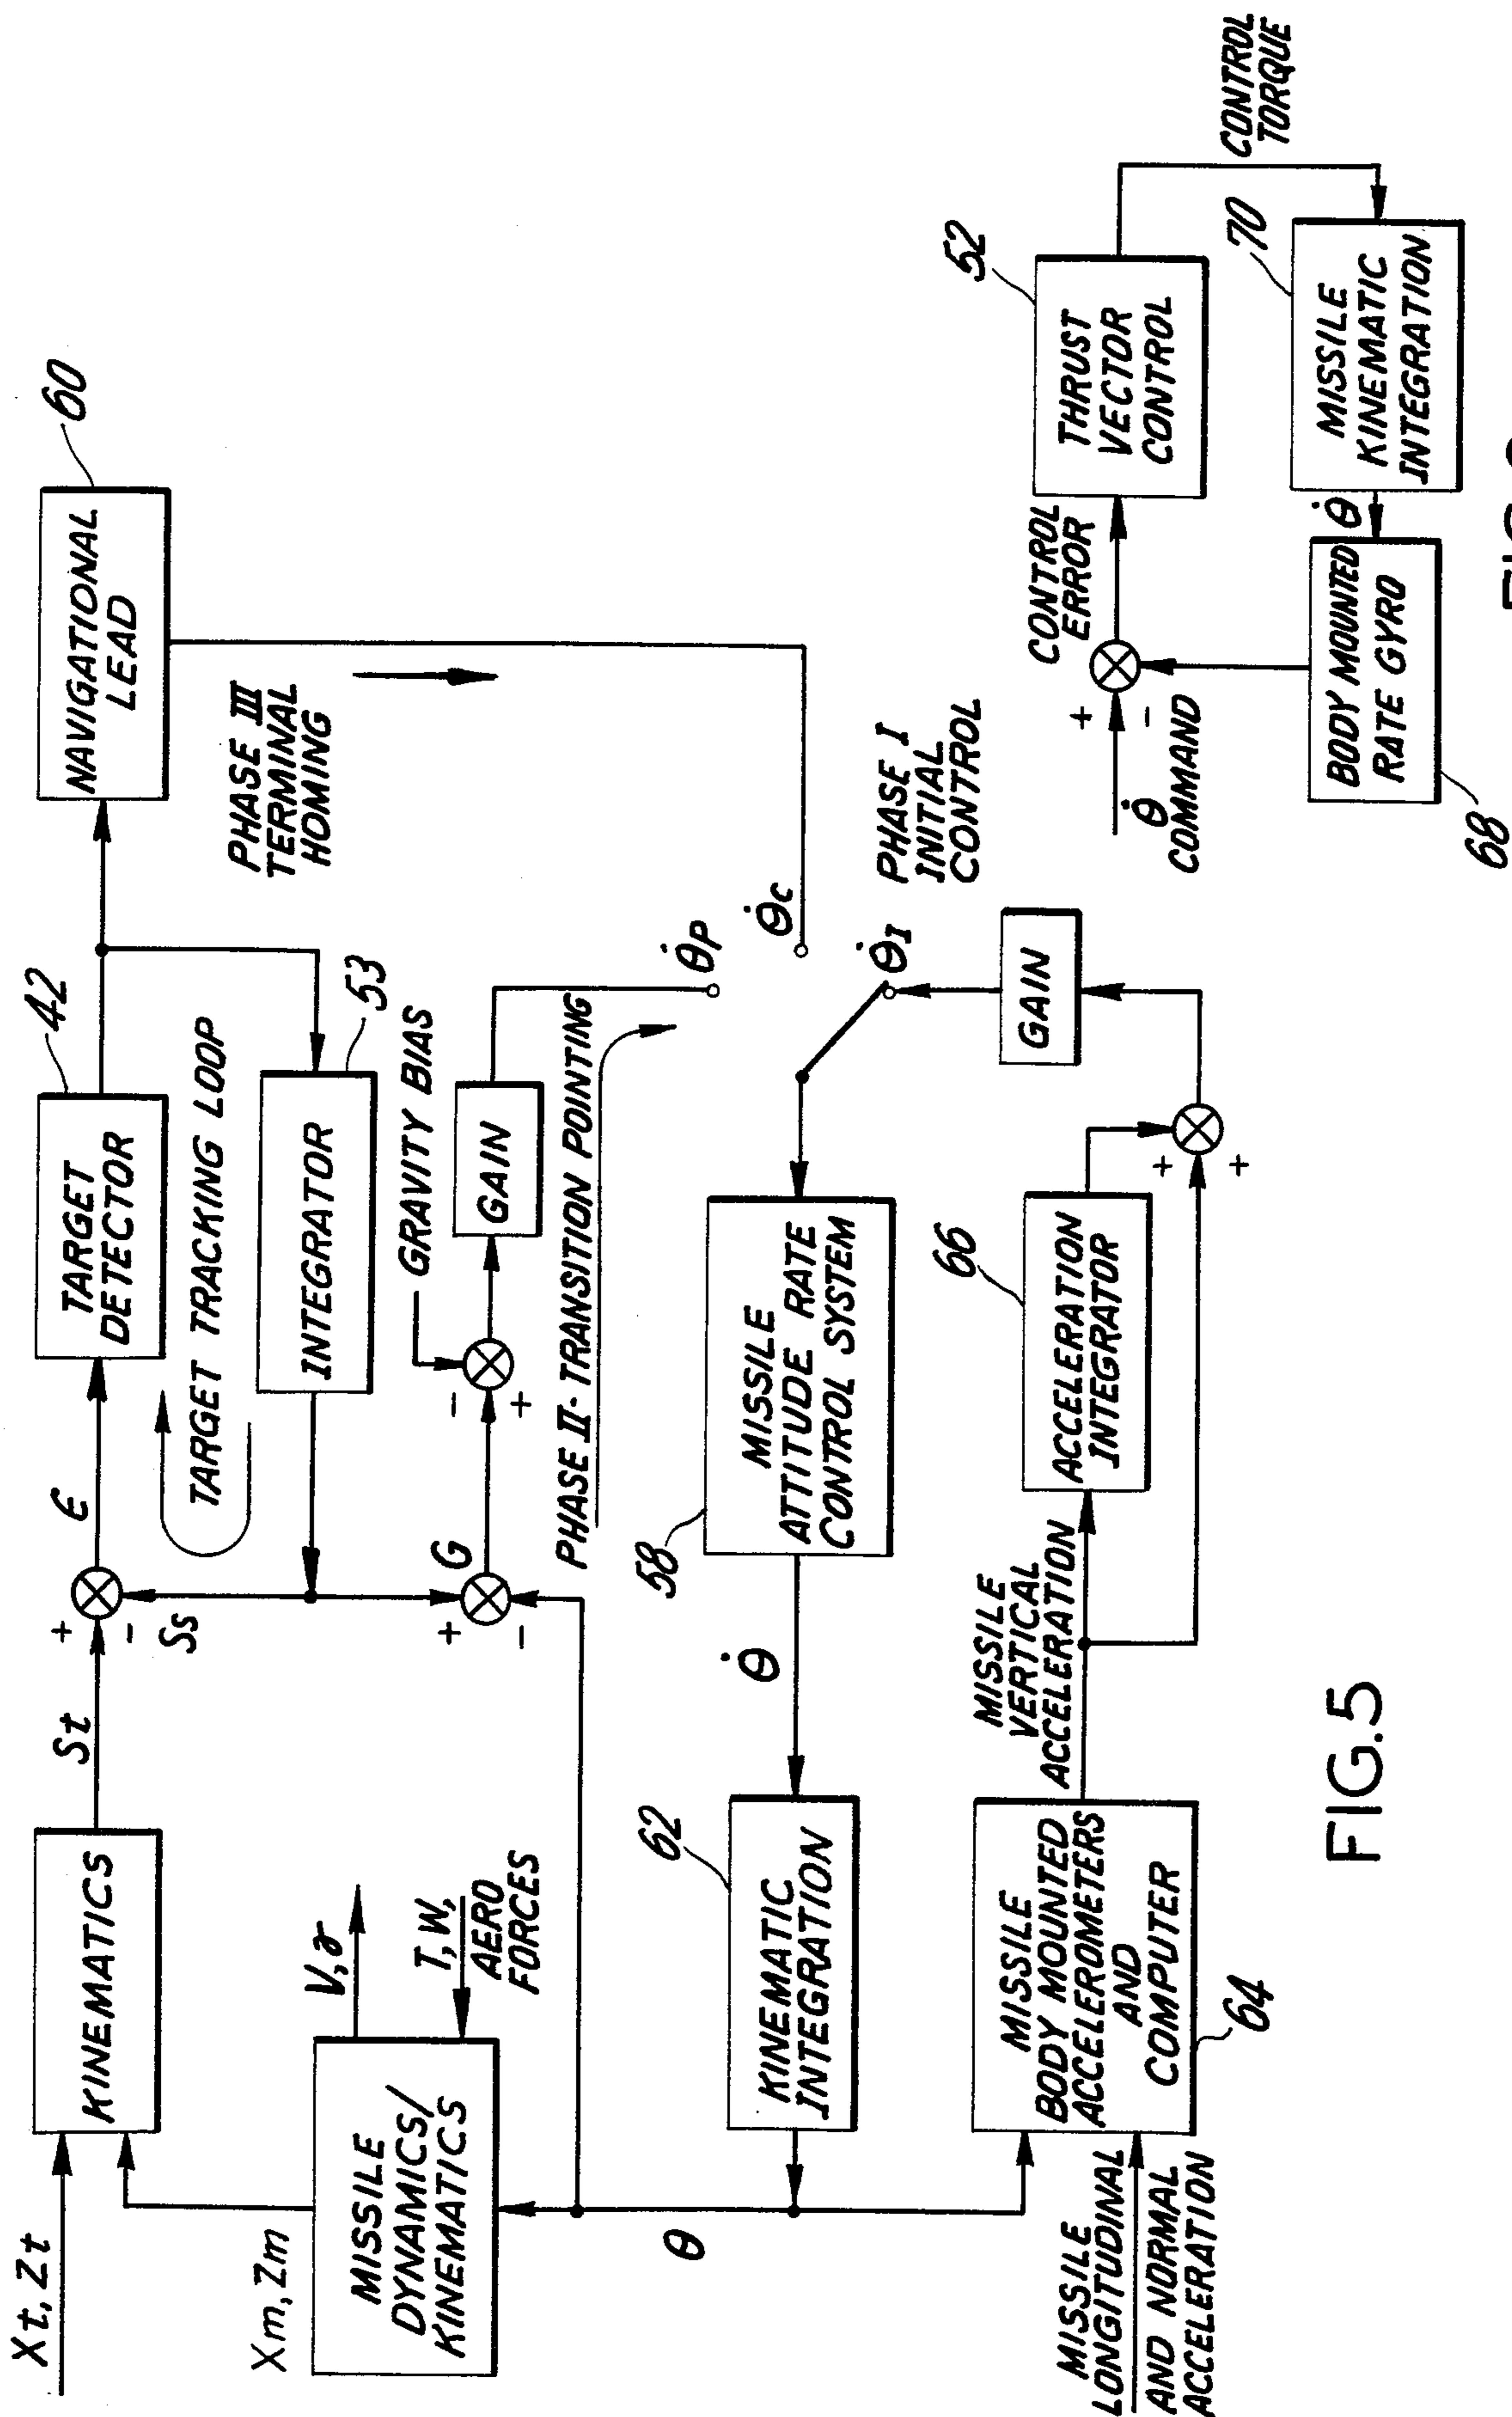 Xt, Zt
KINEMATICS
St
+
-
Ss
ϵ
TARGET
DETECTOR
42
NAVIGATIONAL
LEAD
60
TARGET TRACKING LOOP
INTEGRATOR
53
PHASE III
TERMINAL
HOMING
Xm, Zm
MISSILE
DYNAMICS/
KINEMATICS
V, γ
T, W,
AERO
FORCES
+
-
G
-
+
GRAVITY BIAS
GAIN
PHASE II- TRANSITION POINTING
θ̇P
θ̇C
θ̇I
PHASE I
INITIAL
CONTROL
θ
62
KINEMATIC
INTEGRATION
θ̇
58
MISSILE
ATTITUDE RATE
CONTROL SYSTEM
MISSILE
LONGITUDINAL
AND NORMAL
ACCELERATION
MISSILE
BODY MOUNTED
ACCELEROMETERS
AND
COMPUTER
64
MISSILE
VERTICAL
ACCELERATION
66
ACCELERATION
INTEGRATOR
+
+
GAIN
FIG.5
θ̇
COMMAND
+
-
CONTROL
ERROR
52
THRUST
VECTOR
CONTROL
CONTROL
TORQUE
70
MISSILE
KINEMATIC
INTEGRATION
θ̇
BODY MOUNTED
RATE GYRO
68